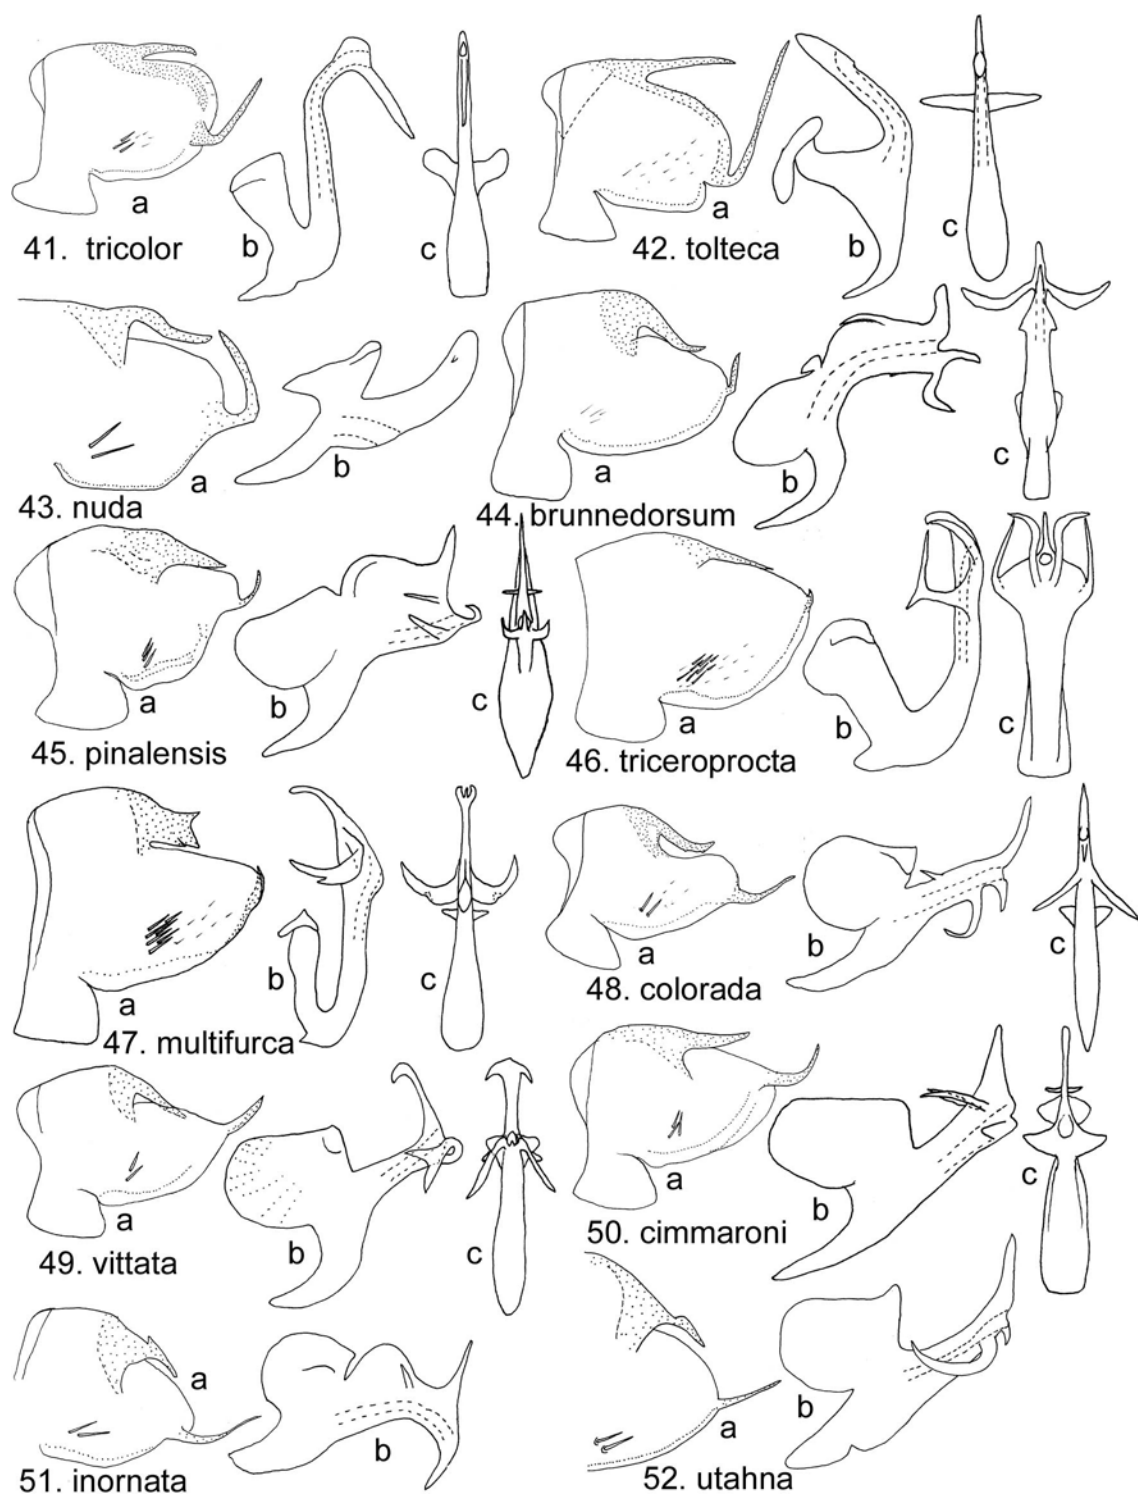 a
b
c
41. tricolor
a
b
c
42. tolteca
a
b
43. nuda
a
b
c
44. brunnedorsum
a
b
c
45. pinalensis
a
b
c
46. triceroprocta
a
b
c
47. multifurca
a
b
c
48. colorada
a
b
c
49. vittata
a
b
c
50. cimmaroni
a
b
51. inornata
a
b
52. utahna